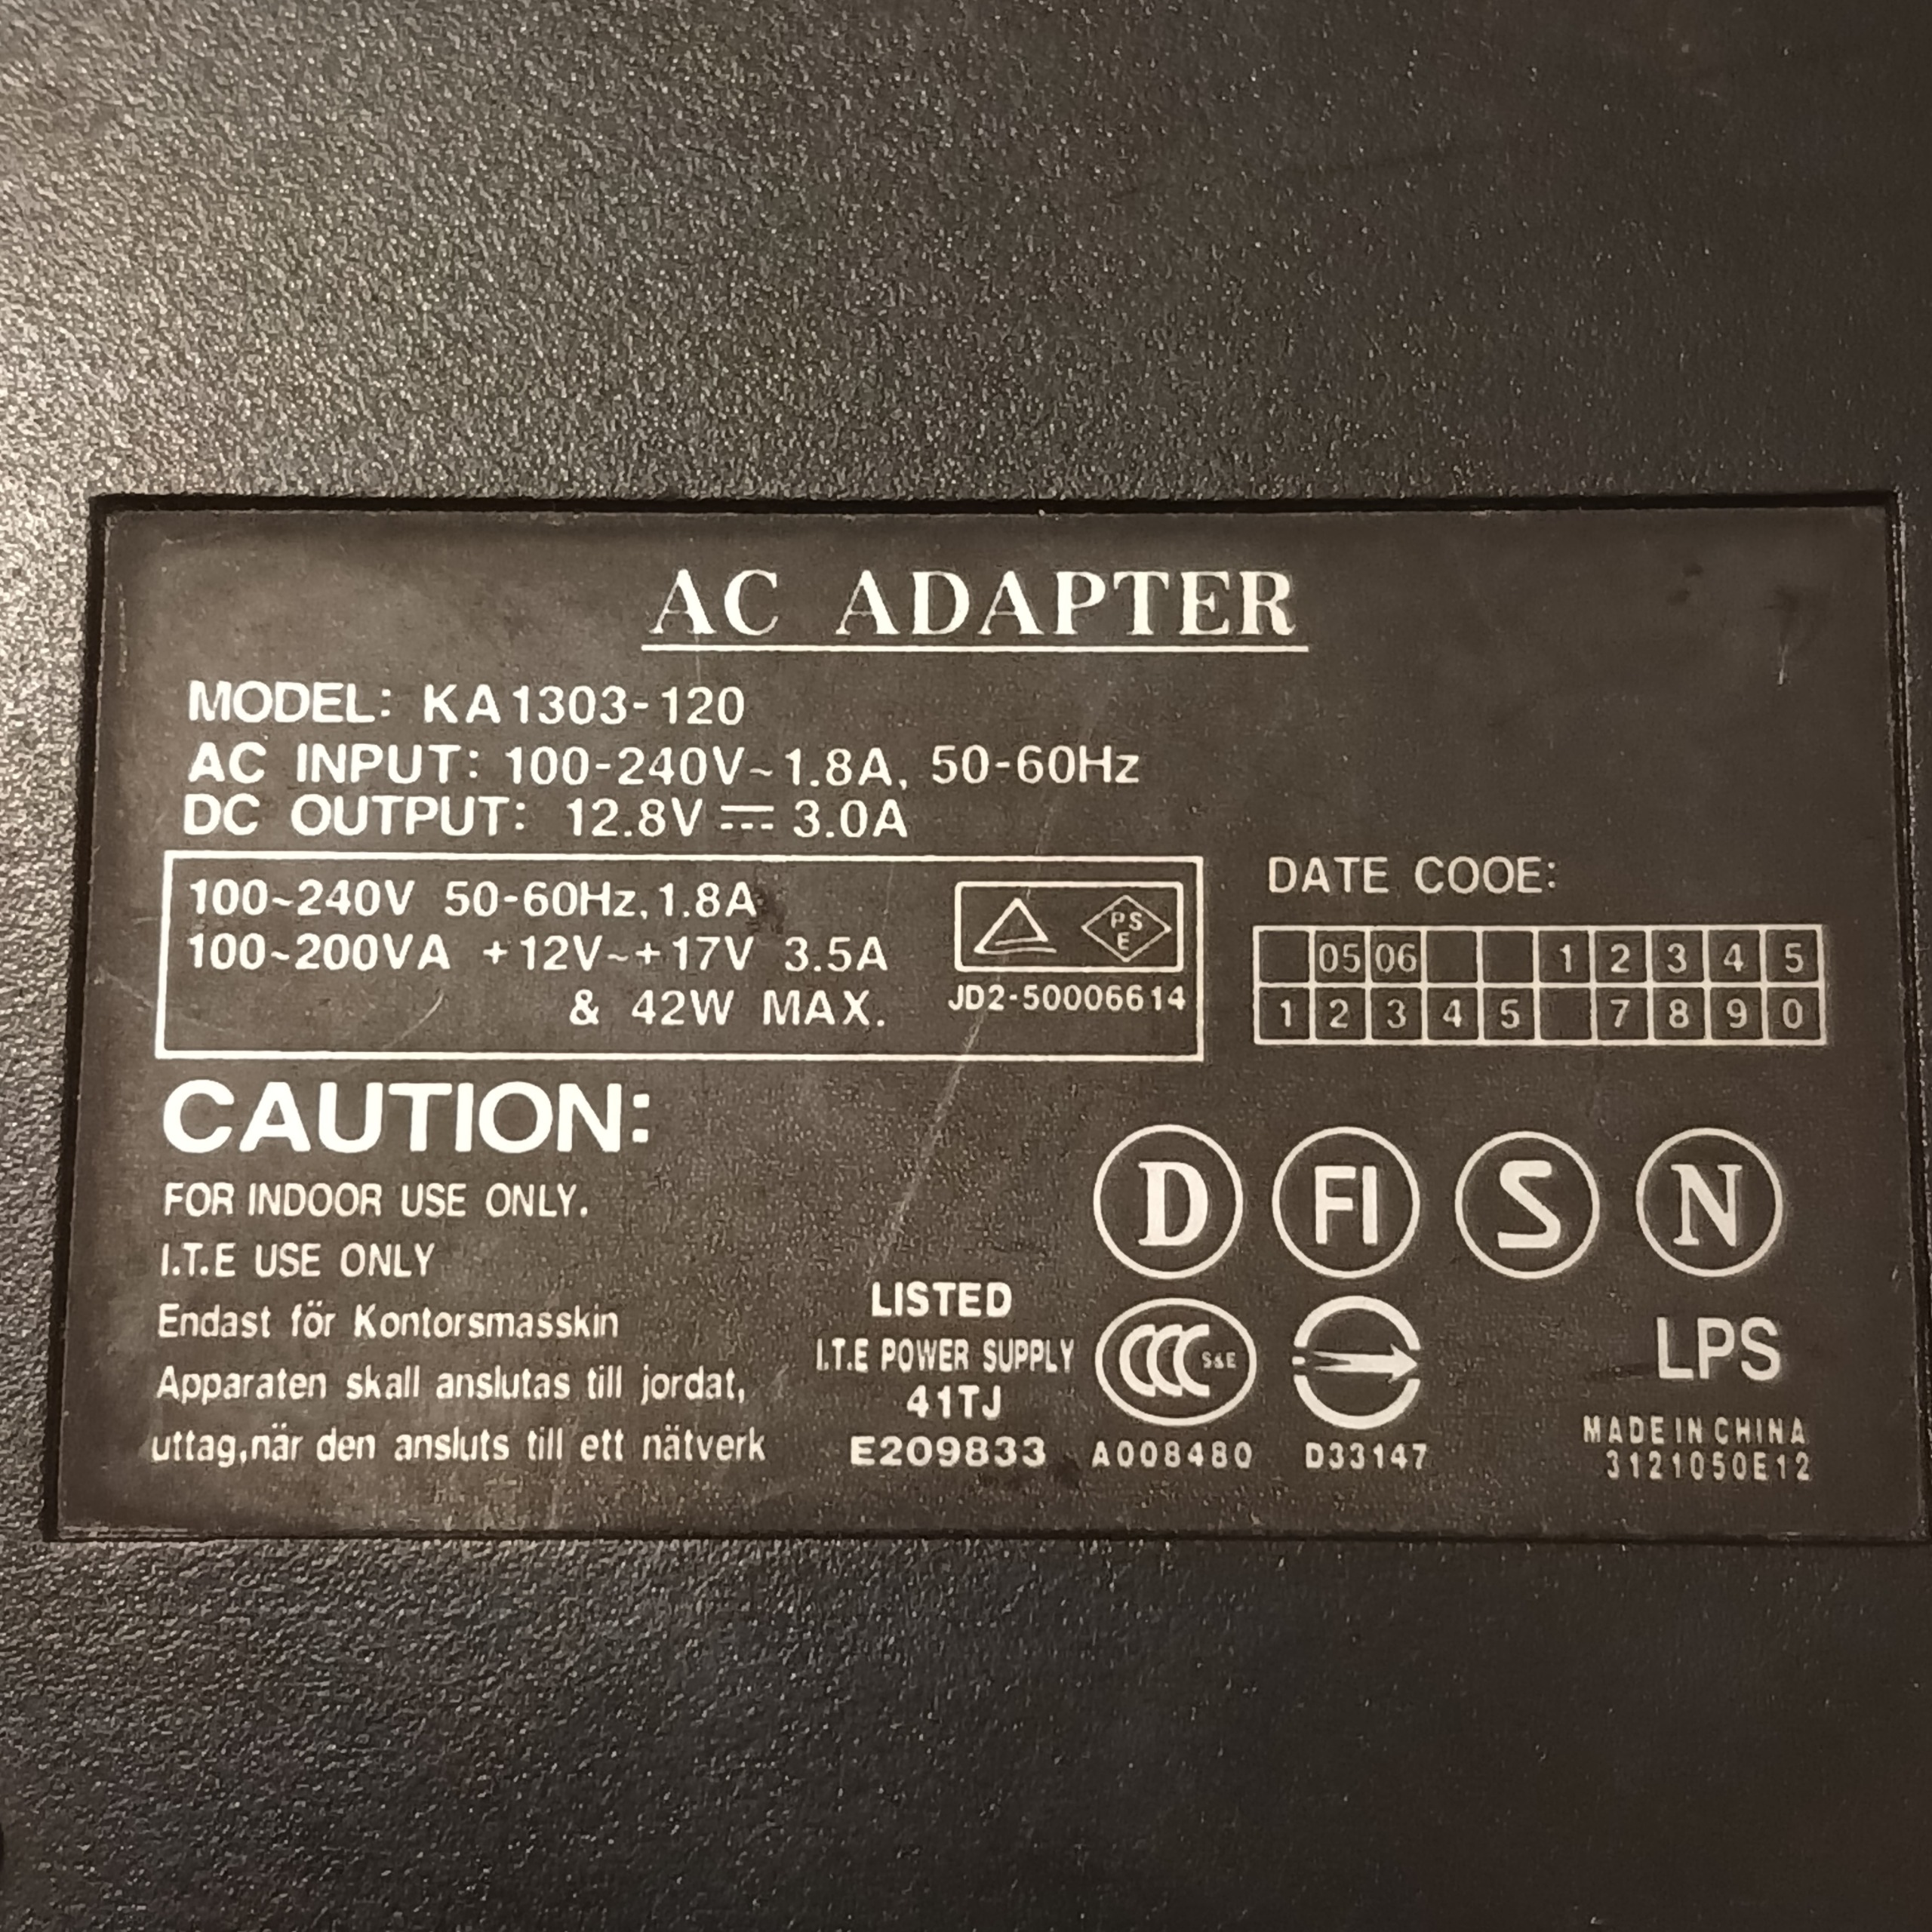 AC ADAPTER
MODEL: KA1303-120
AC INPUT: 100-240V~1.8A, 50-60Hz
DC OUTPUT: 12.8V ⎓ 3.0A
100~240V 50-60Hz,1.8A
100~200VA +12V~+17V 3.5A
& 42W MAX.
PS
E
JD2-50006614
DATE COOE:
05 06 1 2 3 4 5
1 2 3 4 5 7 8 9 0
CAUTION:
FOR INDOOR USE ONLY.
I.T.E USE ONLY
Endast för Kontorsmasskin
Apparaten skall anslutas till jordat,
uttag,när den ansluts till ett nätverk
LISTED
I.T.E POWER SUPPLY
41TJ
E209833
D FI S N
CCC S&E
A008480
D33147
LPS
MADE IN CHINA
3121050E12